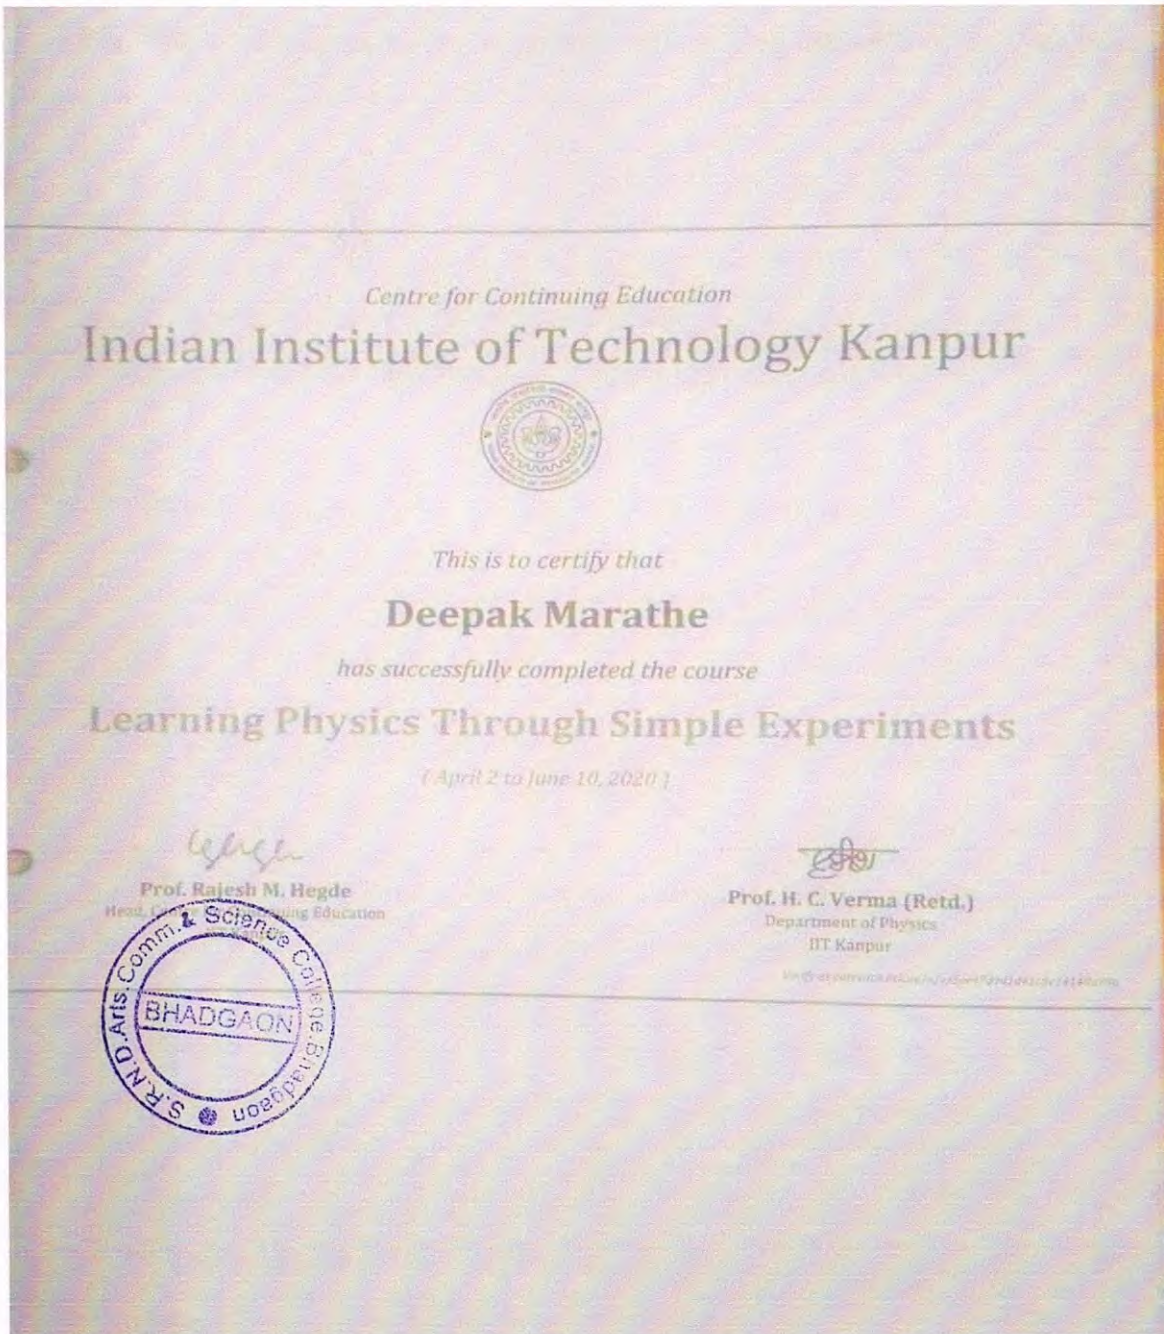 Centre for Continuing Education
Indian Institute of Technology Kanpur
This is to certify that
Deepak Marathe
has successfully completed the course
Learning Physics Through Simple Experiments
( April 2 to June 10, 2020 )
Prof. Rajesh M. Hegde
Head, Education
Prof. H. C. Verma (Retd.)
Department of Physics
IIT Kanpur
S.R.N.D.Arts.Comm.& Science College.Bhadgaon
BHADGAON